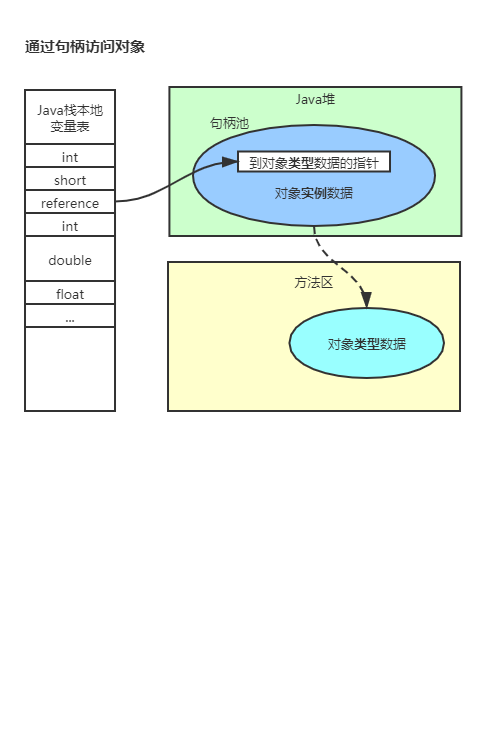 通过句柄访问对象
Java栈本地
变量表
int
short
reference
int
double
float
...
Java堆
句柄池
到对象类型数据的指针
对象实例数据
方法区
对象类型数据